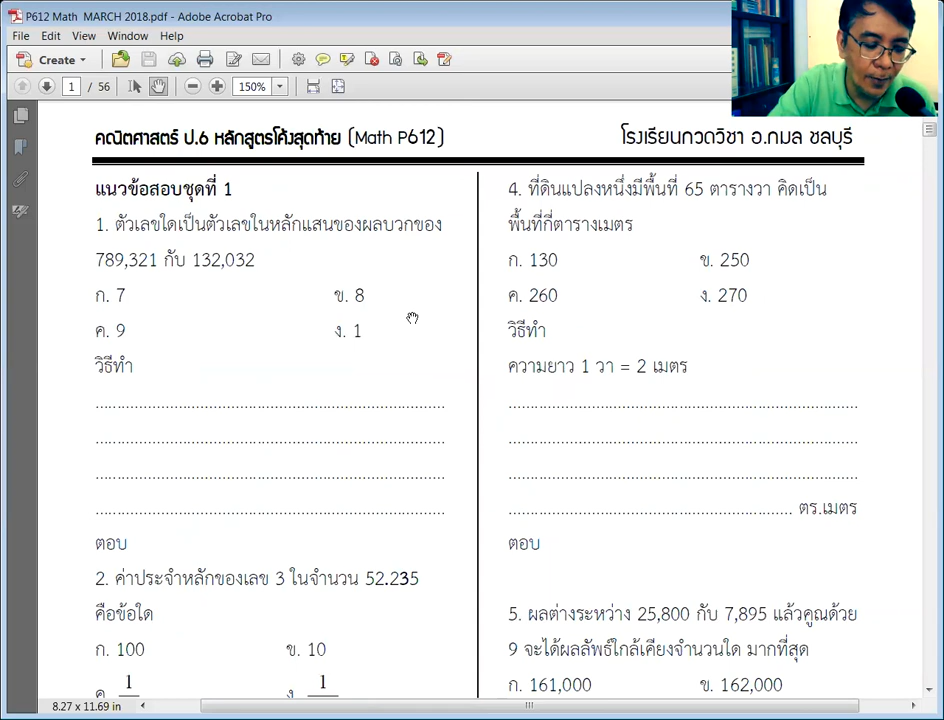 P612 Math  MARCH 2018.pdf - Adobe Acrobat Pro
File Edit View Window Help
Create
1 / 56 150%
คณิตศาสตร์ ป.6 หลักสูตรโค้งสุดท้าย (Math P612) โรงเรียนกวดวิชา อ.กมล ชลบุรี
แนวข้อสอบชุดที่ 1
1. ตัวเลขใดเป็นตัวเลขในหลักแสนของผลบวกของ
789,321 กับ 132,032
ก. 7 ข. 8
ค. 9 ง. 1
วิธีทำ
ตอบ
2. ค่าประจำหลักของเลข 3 ในจำนวน 52.235
คือข้อใด
ก. 100 ข. 10
ค. 1 ง. 1
4. ที่ดินแปลงหนึ่งมีพื้นที่ 65 ตารางวา คิดเป็น
พื้นที่กี่ตารางเมตร
ก. 130 ข. 250
ค. 260 ง. 270
วิธีทำ
ความยาว 1 วา = 2 เมตร
ตร.เมตร
ตอบ
5. ผลต่างระหว่าง 25,800 กับ 7,895 แล้วคูณด้วย
9 จะได้ผลลัพธ์ใกล้เคียงจำนวนใด มากที่สุด
ก. 161,000 ข. 162,000
8.27 x 11.69 in